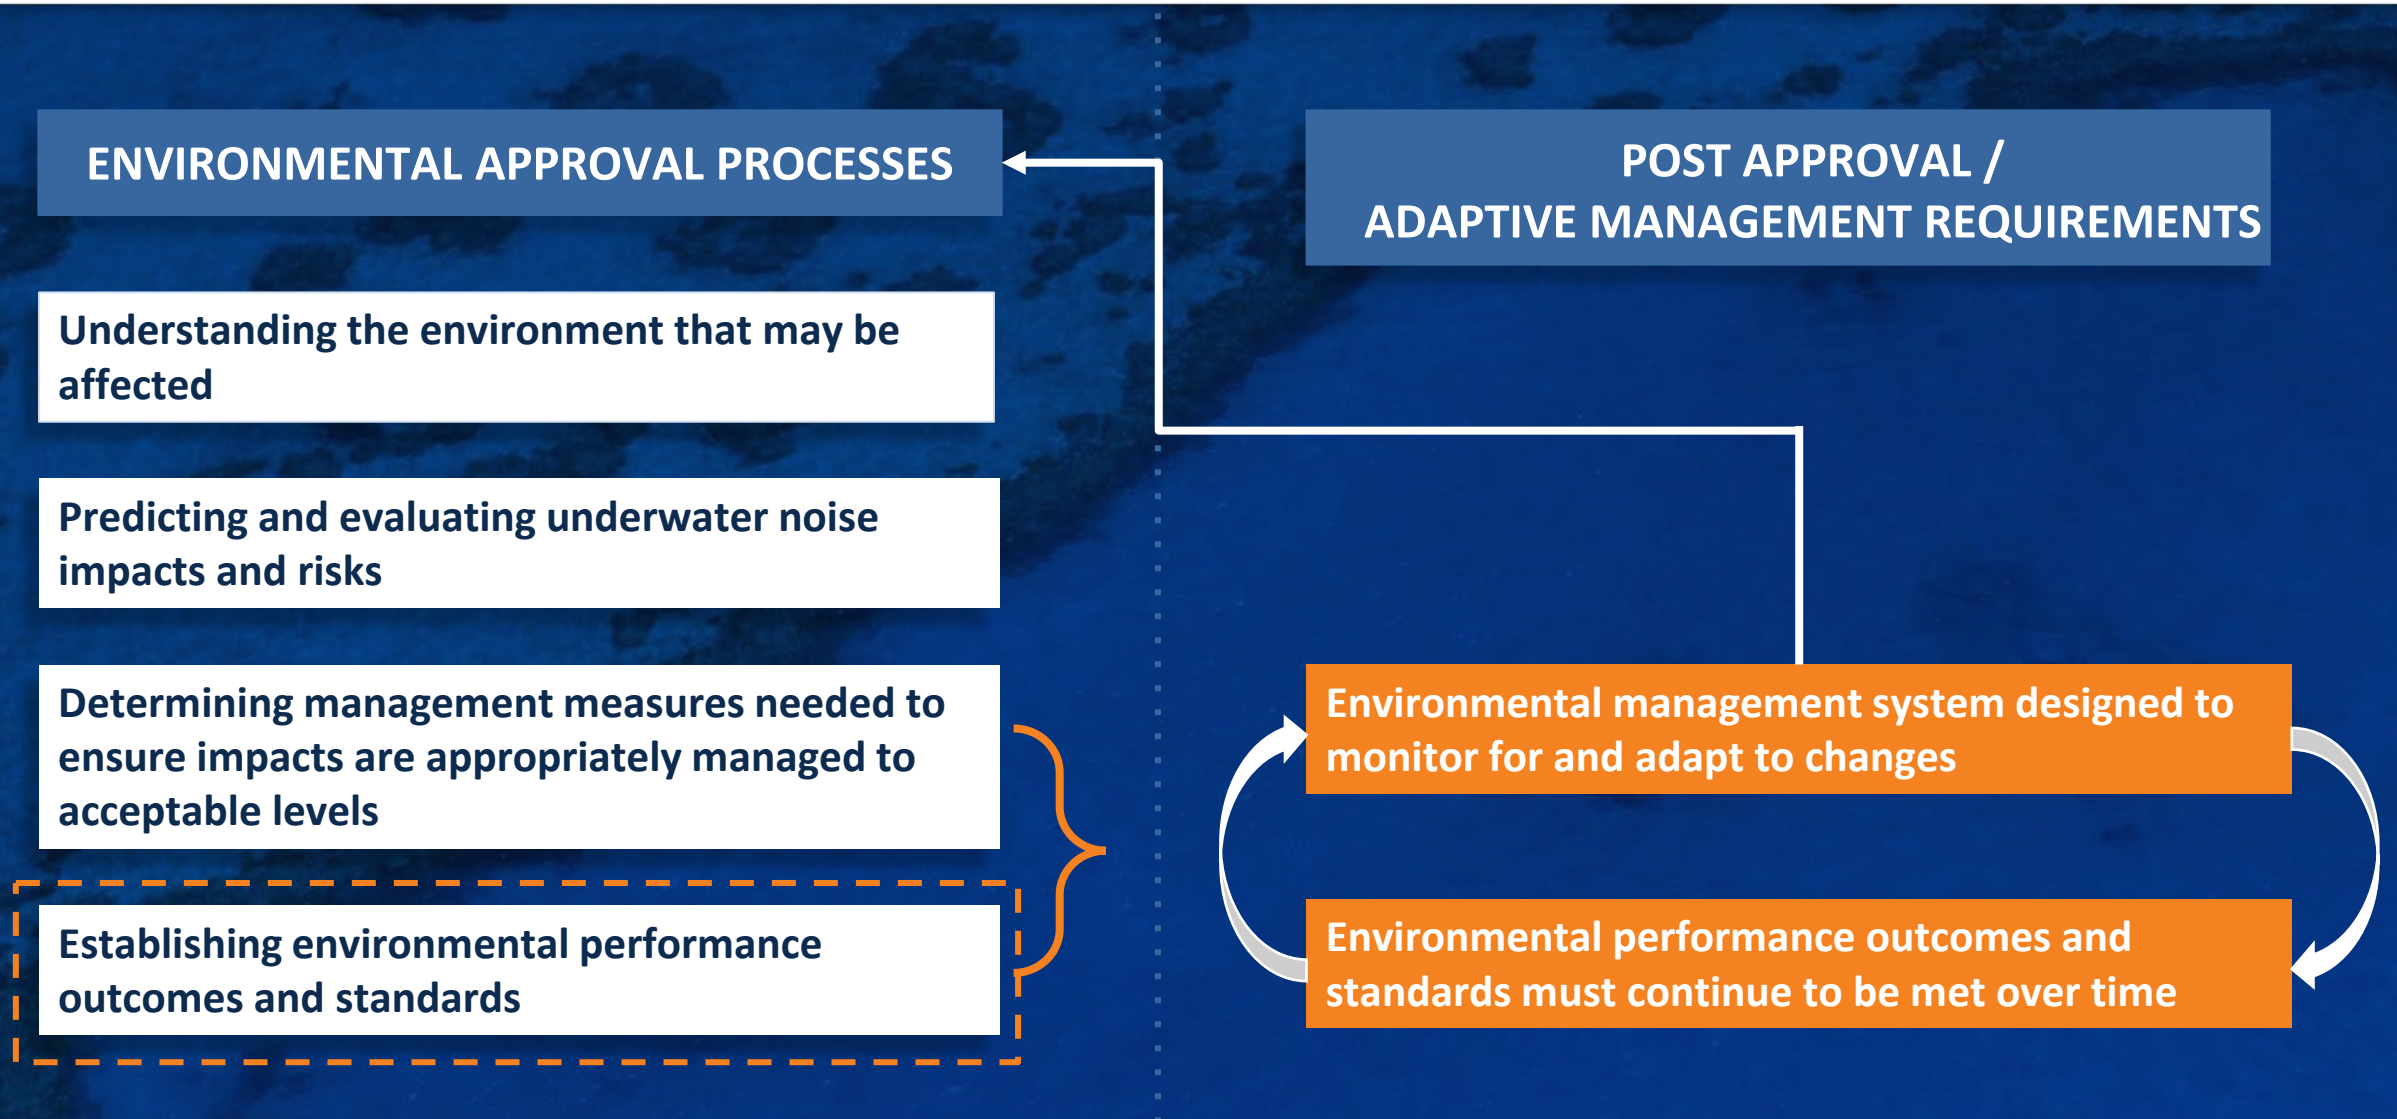 ENVIRONMENTAL APPROVAL PROCESSES
Understanding the environment that may be
affected
Predicting and evaluating underwater noise
impacts and risks
Determining management measures needed to
ensure impacts are appropriately managed to
acceptable levels
Establishing environmental performance
outcomes and standards
POST APPROVAL /
ADAPTIVE MANAGEMENT REQUIREMENTS
Environmental management system designed to
monitor for and adapt to changes
Environmental performance outcomes and
standards must continue to be met over time